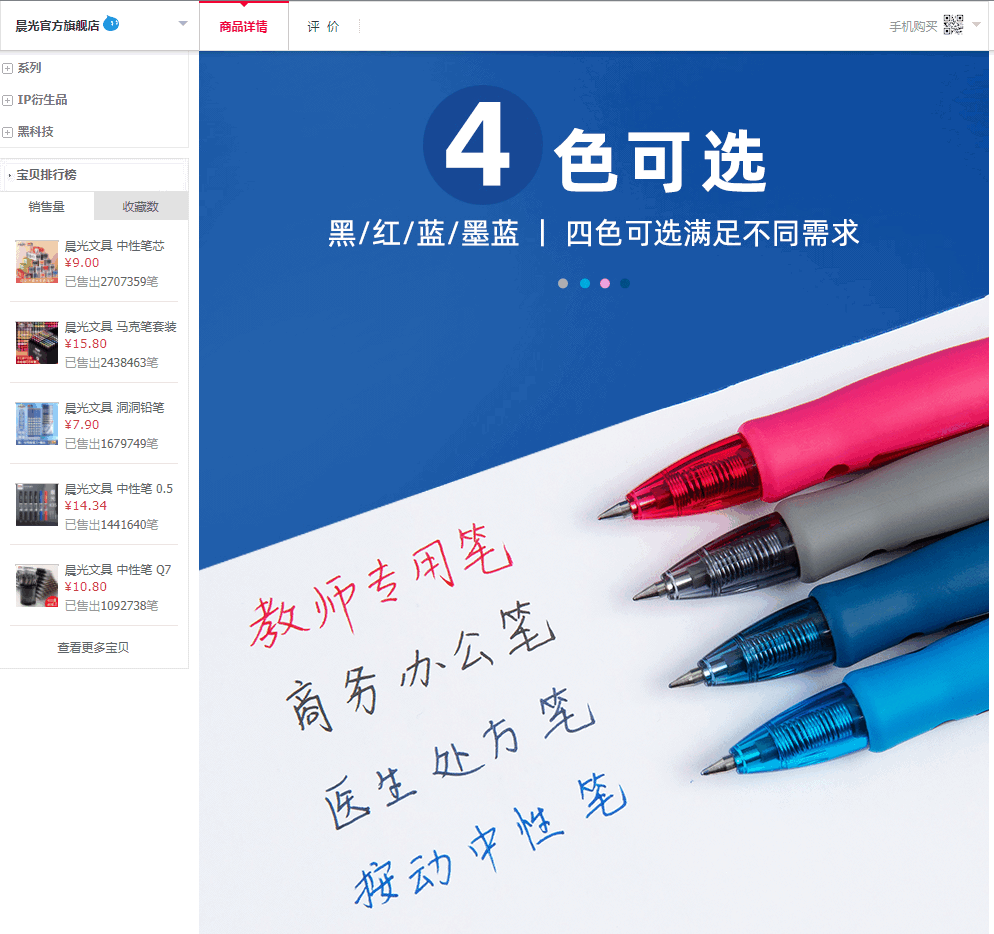 晨光官方旗舰店
商品详情
评 价
手机购买
系列
IP衍生品
黑科技
宝贝排行榜
销售量
收藏数
晨光文具 中性笔芯
¥9.00
已售出2707359笔
晨光文具 马克笔套装
¥15.80
已售出2438463笔
晨光文具 洞洞铅笔
¥7.90
已售出1679749笔
晨光文具 中性笔 0.5
¥14.34
已售出1441640笔
晨光文具 中性笔 Q7
¥10.80
已售出1092738笔
查看更多宝贝
4色可选
黑/红/蓝/墨蓝 | 四色可选满足不同需求
教师专用笔
商务办公笔
医生处方笔
按动中性笔